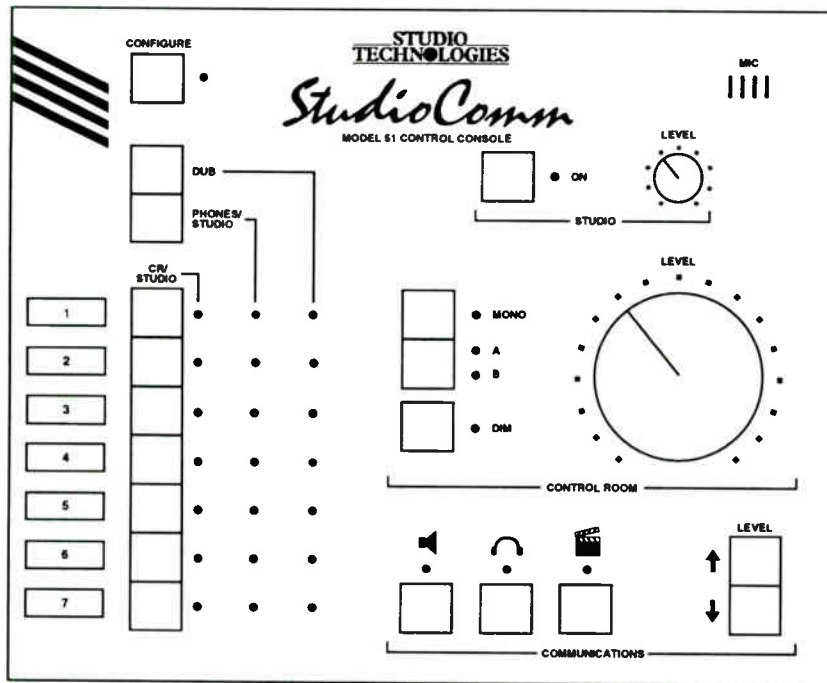 CONFIGURE
STUDIO
TECHNOLOGIES
StudioComm
MODEL 51 CONTROL CONSOLE
MIC
DUB
PHONES/
STUDIO
ON
LEVEL
STUDIO
CR/
STUDIO
1
2
3
4
5
6
7
MONO
A
B
DIM
LEVEL
CONTROL ROOM
LEVEL
COMMUNICATIONS